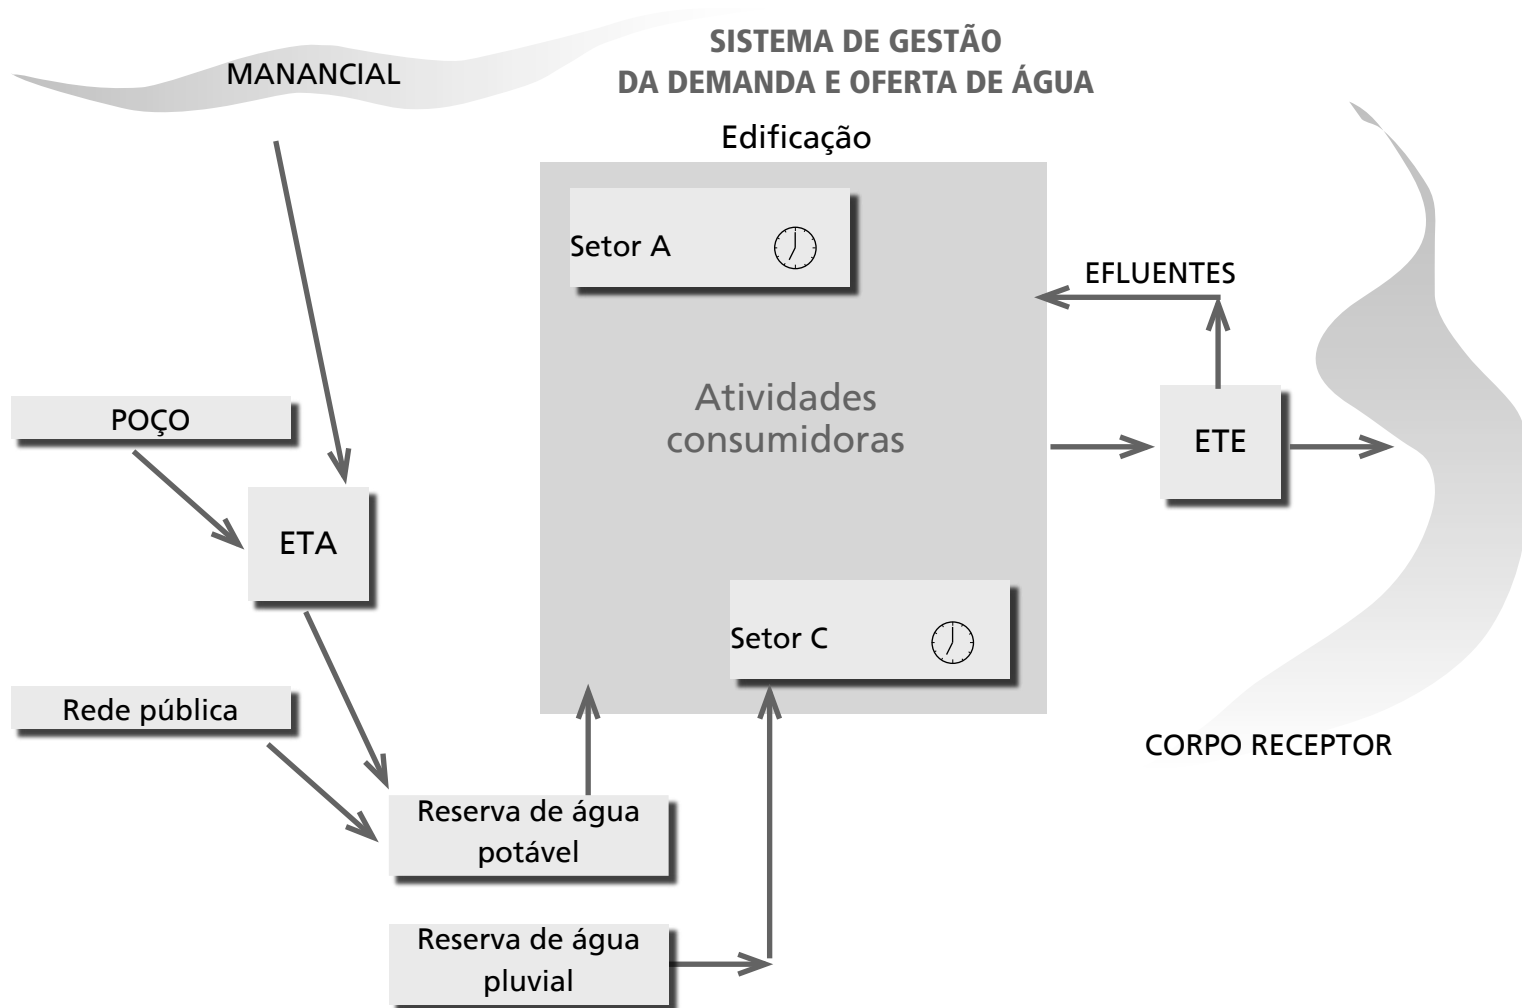 SISTEMA DE GESTÃO
DA DEMANDA E OFERTA DE ÁGUA
MANANCIAL
Edificação
Setor A
EFLUENTES
Atividades
consumidoras
POÇO
ETE
ETA
Setor C
Rede pública
CORPO RECEPTOR
Reserva de água
potável
Reserva de água
pluvial